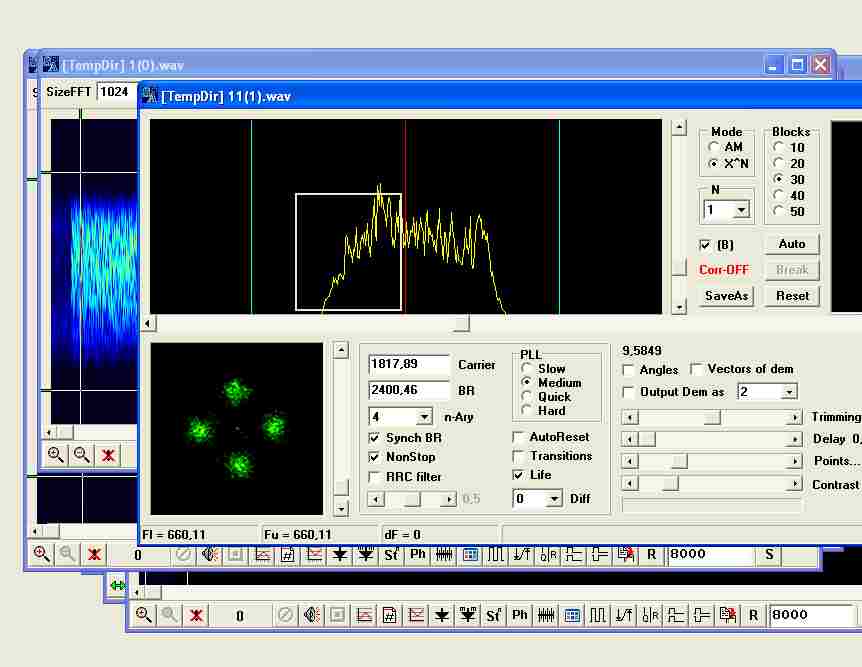 [TempDir] 1(0).wav
SizeFFT 1024
[TempDir] 11(1).wav
Mode
AM
X^N
N
1
Blocks
10
20
30
40
50
(B)
Corr-OFF
SaveAs
Auto
Break
Reset
1817,89 Carrier
2400,46 BR
4 n-Ary
Synch BR
NonStop
RRC filter
0,5
PLL
Slow
Medium
Quick
Hard
AutoReset
Transitions
Life
0 Diff
9,5849
Angles Vectors of dem
Output Dem as 2
Trimming
Delay 0,
Points...
Contrast
Fl = 660,11 Fu = 660,11 dF = 0
0 St Ph R 8000 S
0 St Ph R 8000